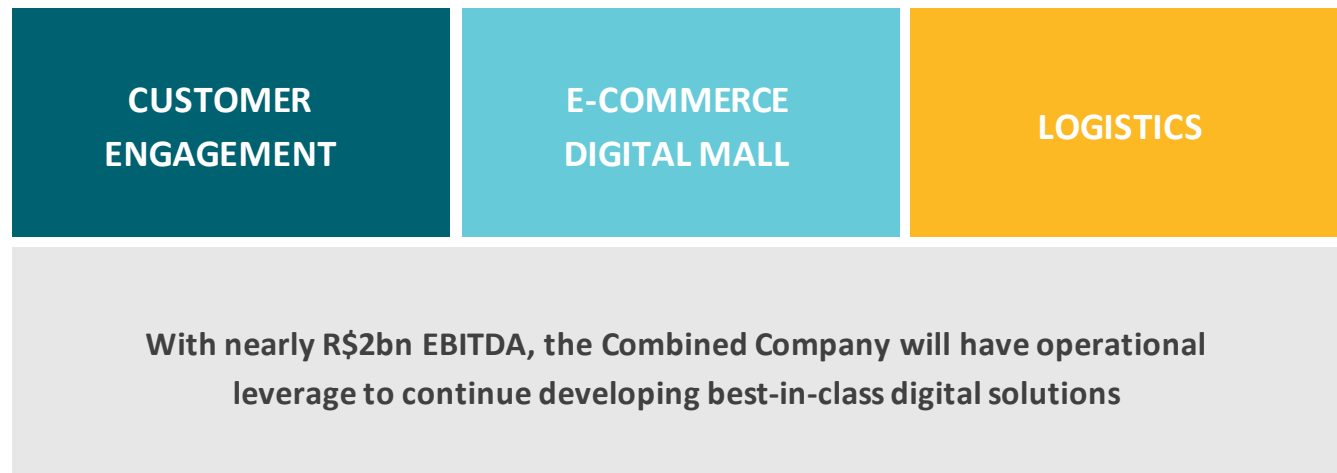 CUSTOMER
ENGAGEMENT
E-COMMERCE
DIGITAL MALL
LOGISTICS
With nearly R$2bn EBITDA, the Combined Company will have operational
leverage to continue developing best-in-class digital solutions